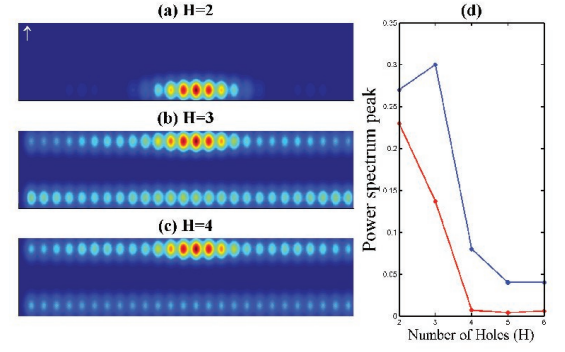 (a) H=2
(b) H=3
(c) H=4
(d)
Power spectrum peak
0.35
0.3
0.25
0.2
0.15
0.1
0.05
0
2 3 4 5 6
Number of Holes (H)